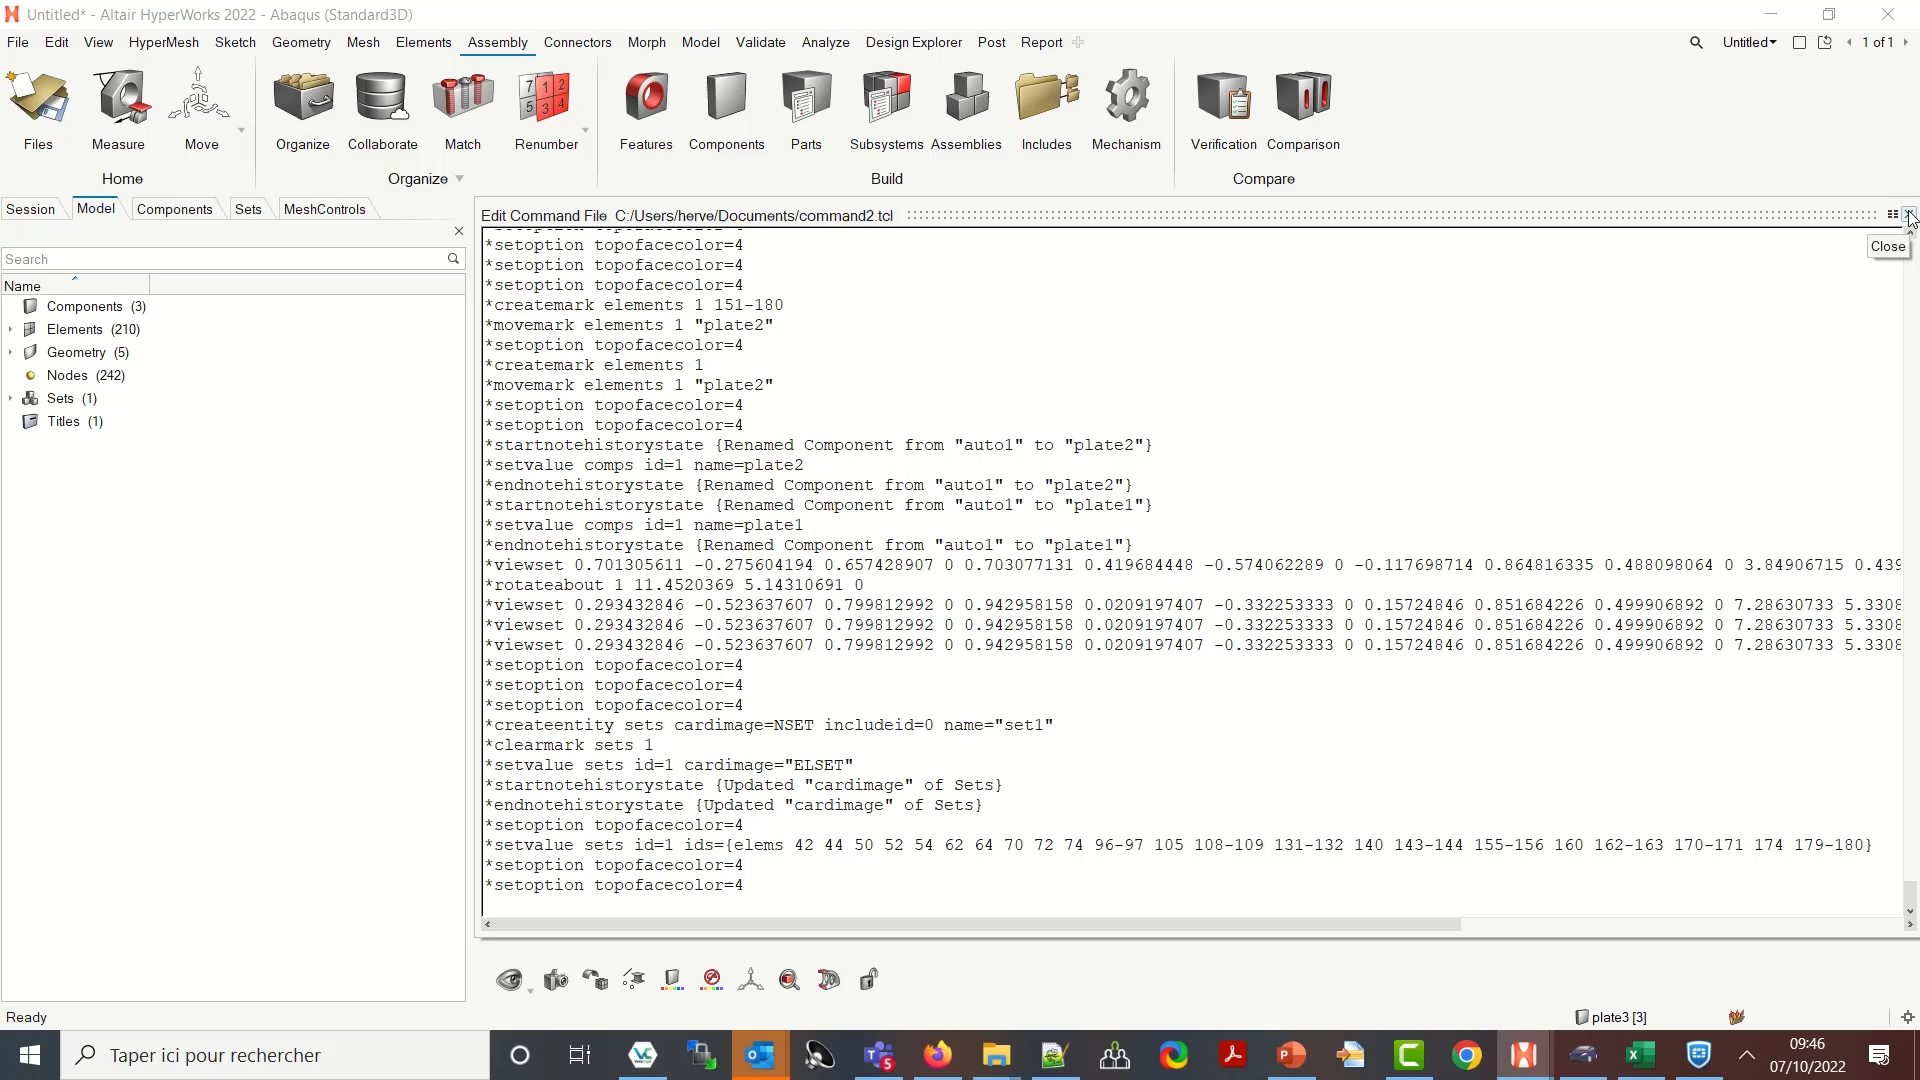 Untitled* - Altair HyperWorks 2022 - Abaqus (Standard3D)
File Edit View HyperMesh Sketch Geometry Mesh Elements Assembly Connectors Morph Model Validate Analyze Design Explorer Post Report Untitled 1 of 1
Files Measure Move Organize Collaborate Match Renumber Features Components Parts Subsystems Assemblies Includes Mechanism Verification Comparison
Home Organize Build Compare
Session Model Components Sets MeshControls
Edit Command File C:/Users/herve/Documents/command2.tcl
Close
Search
Name
Components (3)
Elements (210)
Geometry (5)
Nodes (242)
Sets (1)
Titles (1)
*setoption topofacecolor=4
*setoption topofacecolor=4
*setoption topofacecolor=4
*createmark elements 1 151-180
*movemark elements 1 "plate2"
*setoption topofacecolor=4
*createmark elements 1
*movemark elements 1 "plate2"
*setoption topofacecolor=4
*setoption topofacecolor=4
*startnotehistorystate {Renamed Component from "auto1" to "plate2"}
*setvalue comps id=1 name=plate2
*endnotehistorystate {Renamed Component from "auto1" to "plate2"}
*startnotehistorystate {Renamed Component from "auto1" to "plate1"}
*setvalue comps id=1 name=plate1
*endnotehistorystate {Renamed Component from "auto1" to "plate1"}
*viewset 0.701305611 -0.275604194 0.657428907 0 0.703077131 0.419684448 -0.574062289 0 -0.117698714 0.864816335 0.488098064 0 3.84906715 0.439
*rotateabout 1 11.4520369 5.14310691 0
*viewset 0.293432846 -0.523637607 0.799812992 0 0.942958158 0.0209197407 -0.332253333 0 0.15724846 0.851684226 0.499906892 0 7.28630733 5.3308
*viewset 0.293432846 -0.523637607 0.799812992 0 0.942958158 0.0209197407 -0.332253333 0 0.15724846 0.851684226 0.499906892 0 7.28630733 5.3308
*viewset 0.293432846 -0.523637607 0.799812992 0 0.942958158 0.0209197407 -0.332253333 0 0.15724846 0.851684226 0.499906892 0 7.28630733 5.3308
*setoption topofacecolor=4
*setoption topofacecolor=4
*setoption topofacecolor=4
*createentity sets cardimage=NSET includeid=0 name="set1"
*clearmark sets 1
*setvalue sets id=1 cardimage="ELSET"
*startnotehistorystate {Updated "cardimage" of Sets}
*endnotehistorystate {Updated "cardimage" of Sets}
*setoption topofacecolor=4
*setvalue sets id=1 ids={elems 42 44 50 52 54 62 64 70 72 74 96-97 105 108-109 131-132 140 143-144 155-156 160 162-163 170-171 174 179-180}
*setoption topofacecolor=4
*setoption topofacecolor=4
Ready
plate3 [3]
Taper ici pour rechercher
09:46
07/10/2022